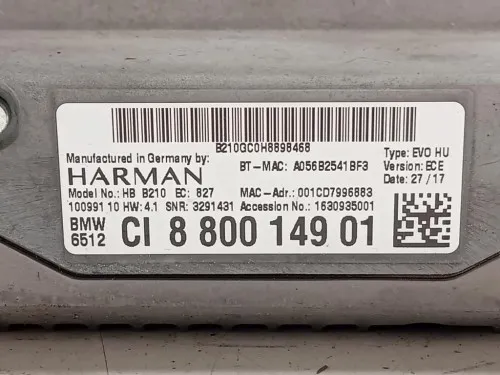 B210GC0H8898468
Manufactured in Germany by: BT-MAC: A056B2541BF3 Type: EVO HU
HARMAN Version: ECE
Model No.: HB B210 EC: 827 MAC-Adr.: 001CD7996883 Date: 27/17
100991 10 HW: 4.1 SNR: 3291431 Accession No.: 1630935001
BMW
6512 CI 8 800 149 01